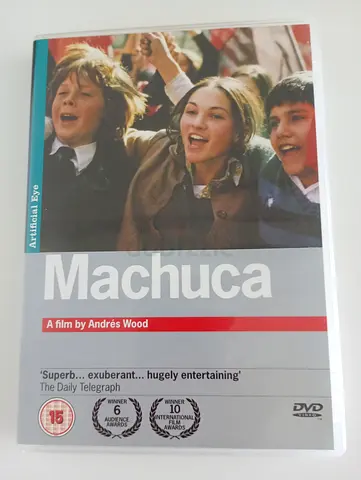 Artificial Eye
Machuca
A film by Andrés Wood
'Superb... exuberant... hugely entertaining'
The Daily Telegraph
15
WINNER
6
AUDIENCE
AWARDS
WINNER
10
INTERNATIONAL
FILM
AWARDS
DVD
VIDEO